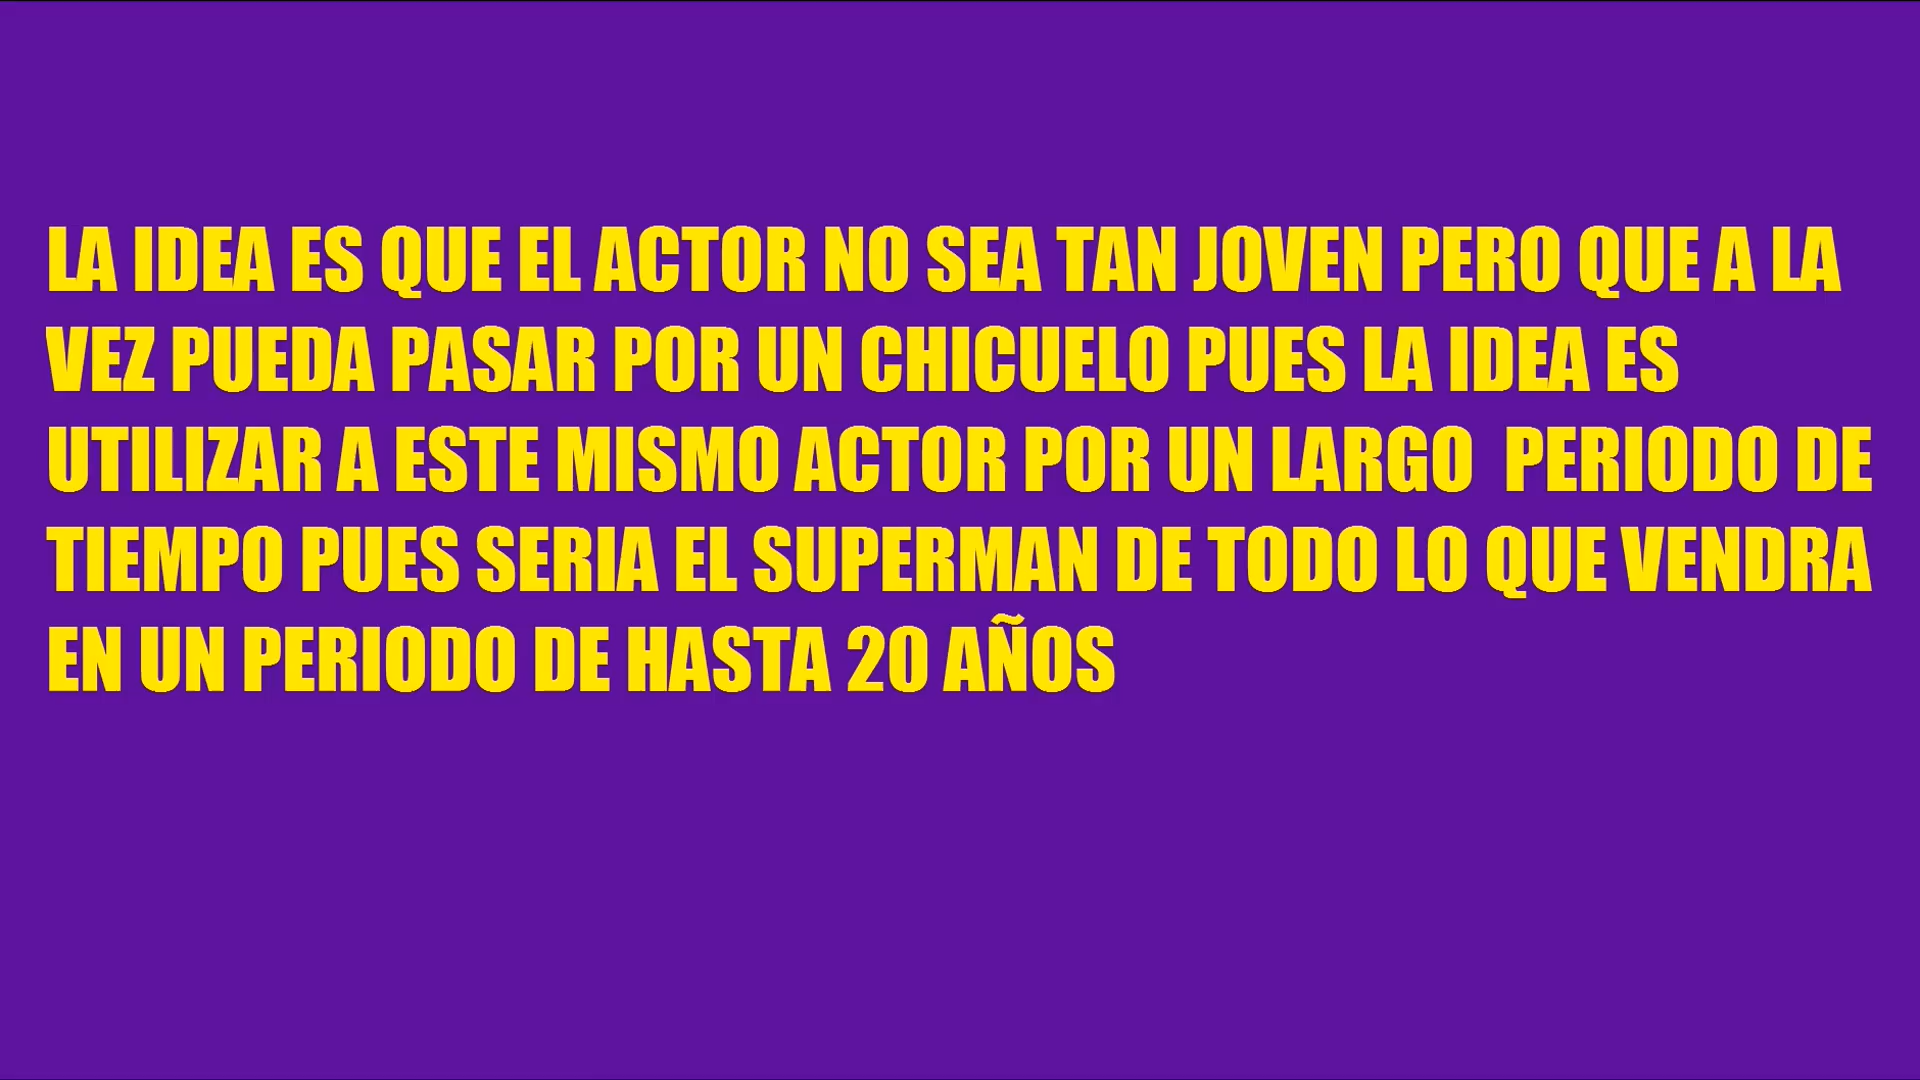 LA IDEA ES QUE EL ACTOR NO SEA TAN JOVEN PERO QUE A LA
VEZ PUEDA PASAR POR UN CHICUELO PUES LA IDEA ES
UTILIZAR A ESTE MISMO ACTOR POR UN LARGO  PERIODO DE
TIEMPO PUES SERIA EL SUPERMAN DE TODO LO QUE VENDRA
EN UN PERIODO DE HASTA 20 AÑOS